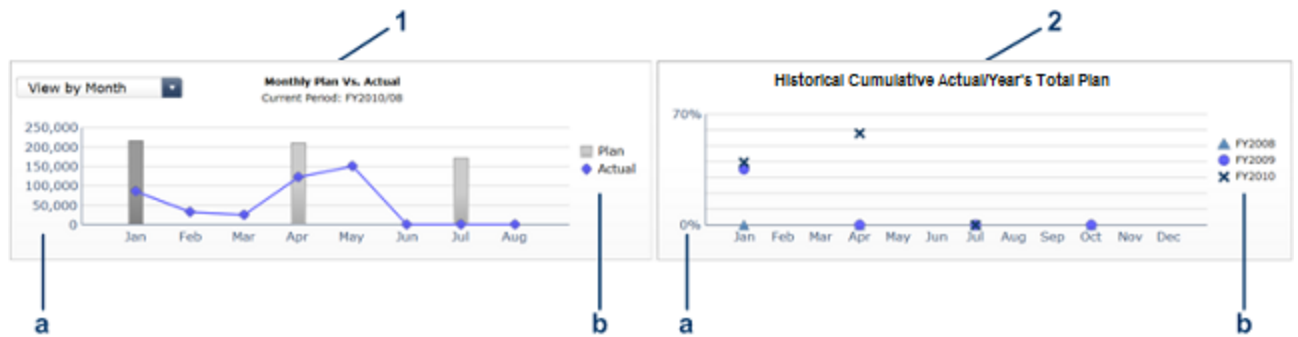 1
2
View by Month
Monthly Plan Vs. Actual
Current Period: FY2010/08
250,000
200,000
150,000
100,000
50,000
0
Jan Feb Mar Apr May Jun Jul Aug
Plan
Actual
Historical Cumulative Actual/Year's Total Plan
70%
0%
Jan Feb Mar Apr May Jun Jul Aug Sep Oct Nov Dec
FY2008
FY2009
FY2010
a
b
a
b